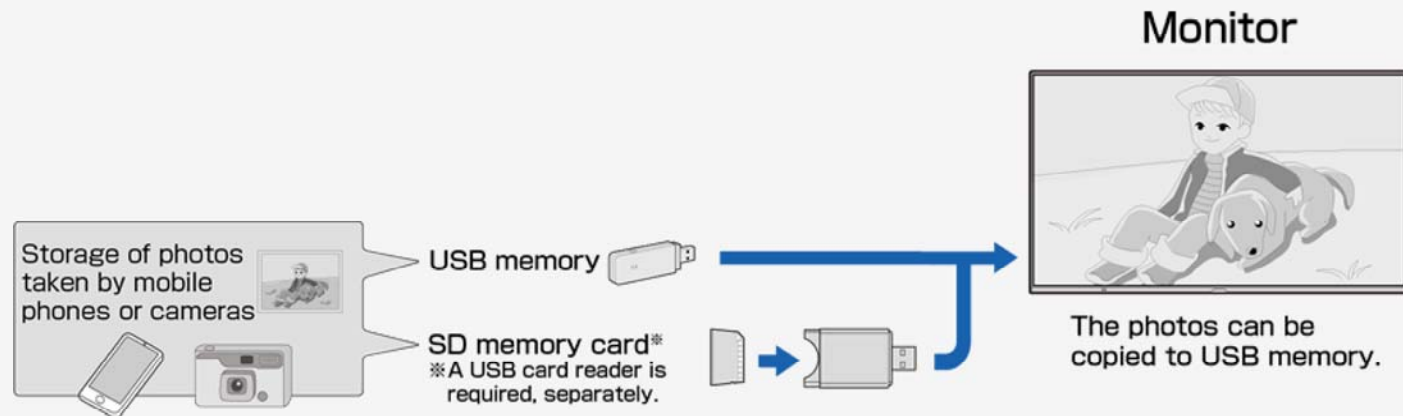 Monitor
Storage of photos
taken by mobile
phones or cameras
USB memory
SD memory card※
※A USB card reader is
required, separately.
The photos can be
copied to USB memory.